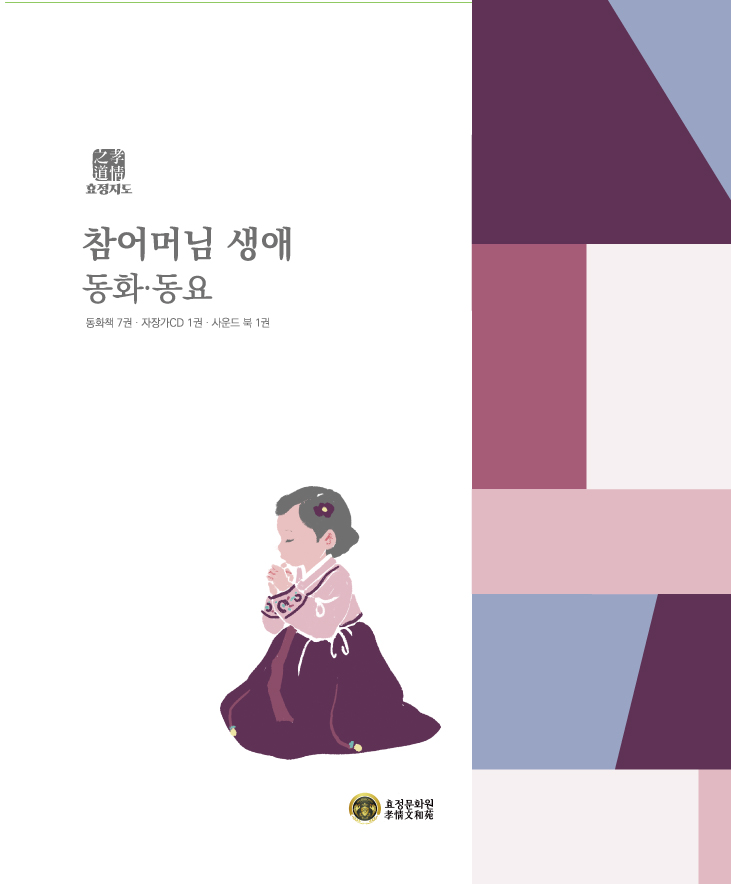 孝情
之道
효정지도
참어머님 생애
동화·동요
동화책 7권 · 자장가CD 1권 · 사운드 북 1권
효정문화원
孝情文和苑